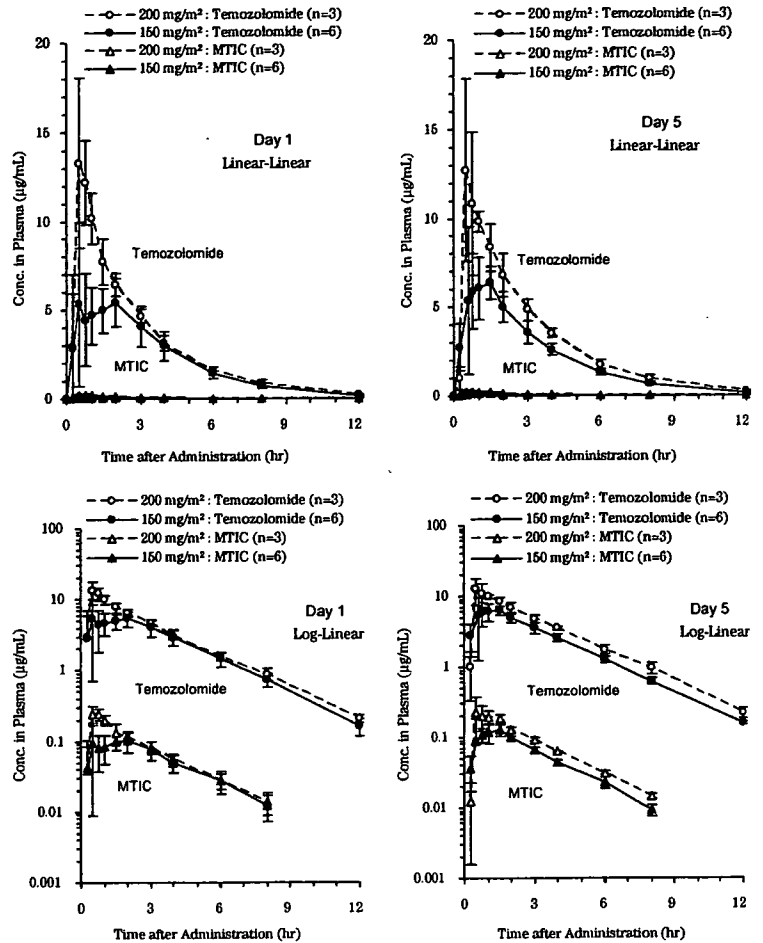 200 mg/m² : Temozolomide (n=3)
150 mg/m² : Temozolomide (n=6)
200 mg/m² : MTIC (n=3)
150 mg/m² : MTIC (n=6)
20
15
10
5
0
Conc. in Plasma (µg/mL)
Day 1
Linear-Linear
Temozolomide
MTIC
0 3 6 9 12
Time after Administration (hr)
200 mg/m² : Temozolomide (n=3)
150 mg/m² : Temozolomide (n=6)
200 mg/m² : MTIC (n=3)
150 mg/m² : MTIC (n=6)
20
15
10
5
0
Conc. in Plasma (µg/mL)
Day 5
Linear-Linear
Temozolomide
MTIC
0 3 6 9 12
Time after Administration (hr)
200 mg/m² : Temozolomide (n=3)
150 mg/m² : Temozolomide (n=6)
200 mg/m² : MTIC (n=3)
150 mg/m² : MTIC (n=6)
100
10
1
0.1
0.01
0.001
Conc. in Plasma (µg/mL)
Day 1
Log-Linear
Temozolomide
MTIC
0 3 6 9 12
Time after Administration (hr)
200 mg/m² : Temozolomide (n=3)
150 mg/m² : Temozolomide (n=6)
200 mg/m² : MTIC (n=3)
150 mg/m² : MTIC (n=6)
100
10
1
0.1
0.01
0.001
Conc. in Plasma (µg/mL)
Day 5
Log-Linear
Temozolomide
MTIC
0 3 6 9 12
Time after Administration (hr)